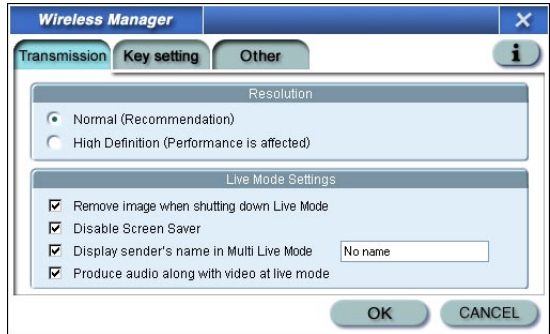 Wireless Manager
Transmission Key setting Other i
Resolution
Normal (Recommendation)
High Definition (Performance is affected)
Live Mode Settings
Remove image when shutting down Live Mode
Disable Screen Saver
Display sender's name in Multi Live Mode No name
Produce audio along with video at live mode
OK CANCEL